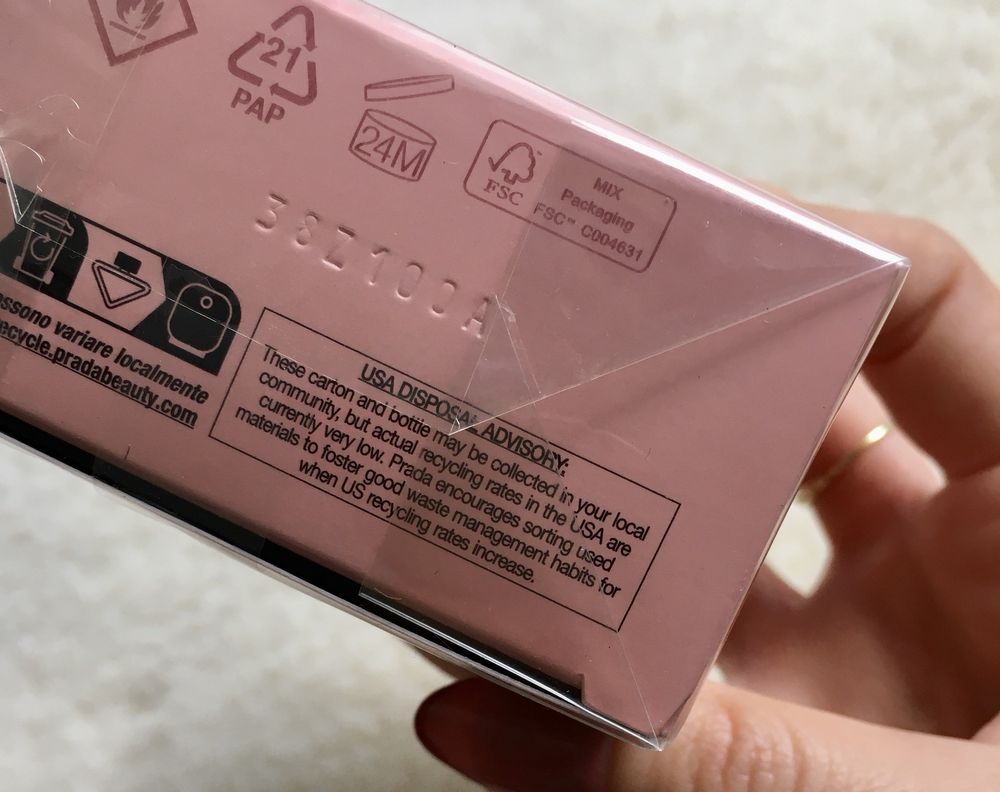 21
PAP
24M
FSC
MIX
Packaging
FSC™ C004631
38Z100A
ossono variare localmente
ecycle.pradabeauty.com
USA DISPOSAL ADVISORY:
These carton and bottle may be collected in your local
community, but actual recycling rates in the USA are
currently very low. Prada encourages sorting used
materials to foster good waste management habits for
when US recycling rates increase.